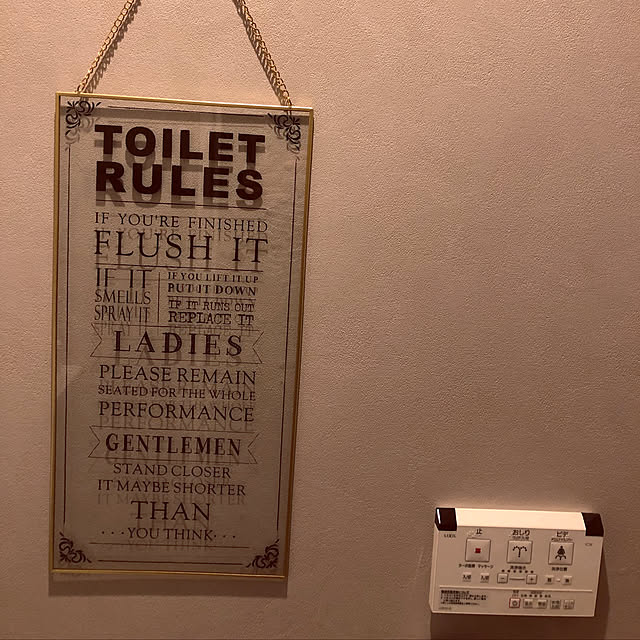 TOILET
RULES
IF YOU'RE FINISHED
FLUSH IT
IF IT
SMELLS
SPRAY IT
IF YOU LIFT IT UP
PUT IT DOWN
IF IT RUNS OUT
REPLACE IT
LADIES
PLEASE REMAIN
SEATED FOR THE WHOLE
PERFORMANCE
GENTLEMEN
STAND CLOSER
IT MAYBE SHORTER
THAN
···YOU THINK···
止 おしり ビデ